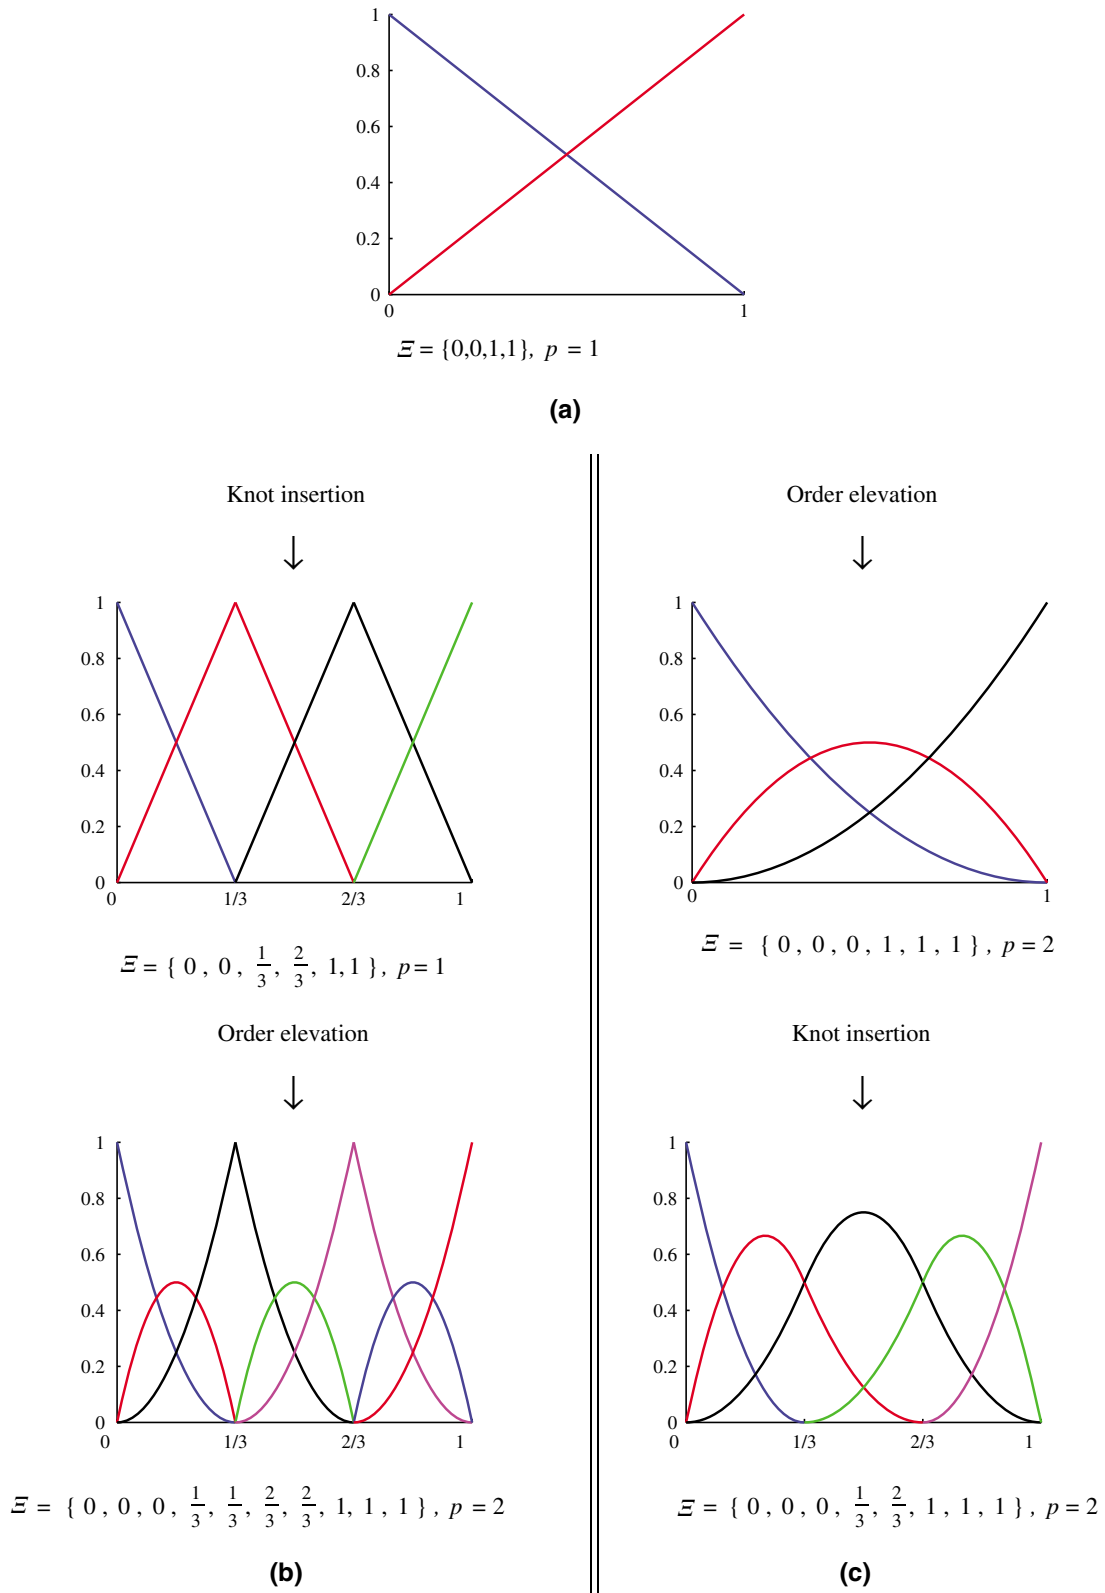 1
0.8
0.6
0.4
0.2
0
0 1
Ξ = {0,0,1,1}, p = 1
(a)
Knot insertion
1
0.8
0.6
0.4
0.2
0
0 1/3 2/3 1
Ξ = { 0 , 0 , 1/3 , 2/3 , 1, 1 }, p = 1
Order elevation
1
0.8
0.6
0.4
0.2
0
0 1/3 2/3 1
Ξ = { 0 , 0 , 0 , 1/3 , 1/3 , 2/3 , 2/3 , 1, 1 , 1 } , p = 2
(b)
Order elevation
1
0.8
0.6
0.4
0.2
0
0 1
Ξ = { 0 , 0 , 0 , 1 , 1 , 1 } , p = 2
Knot insertion
1
0.8
0.6
0.4
0.2
0
0 1/3 2/3 1
Ξ = { 0 , 0 , 0 , 1/3 , 2/3 , 1 , 1 , 1 } , p = 2
(c)